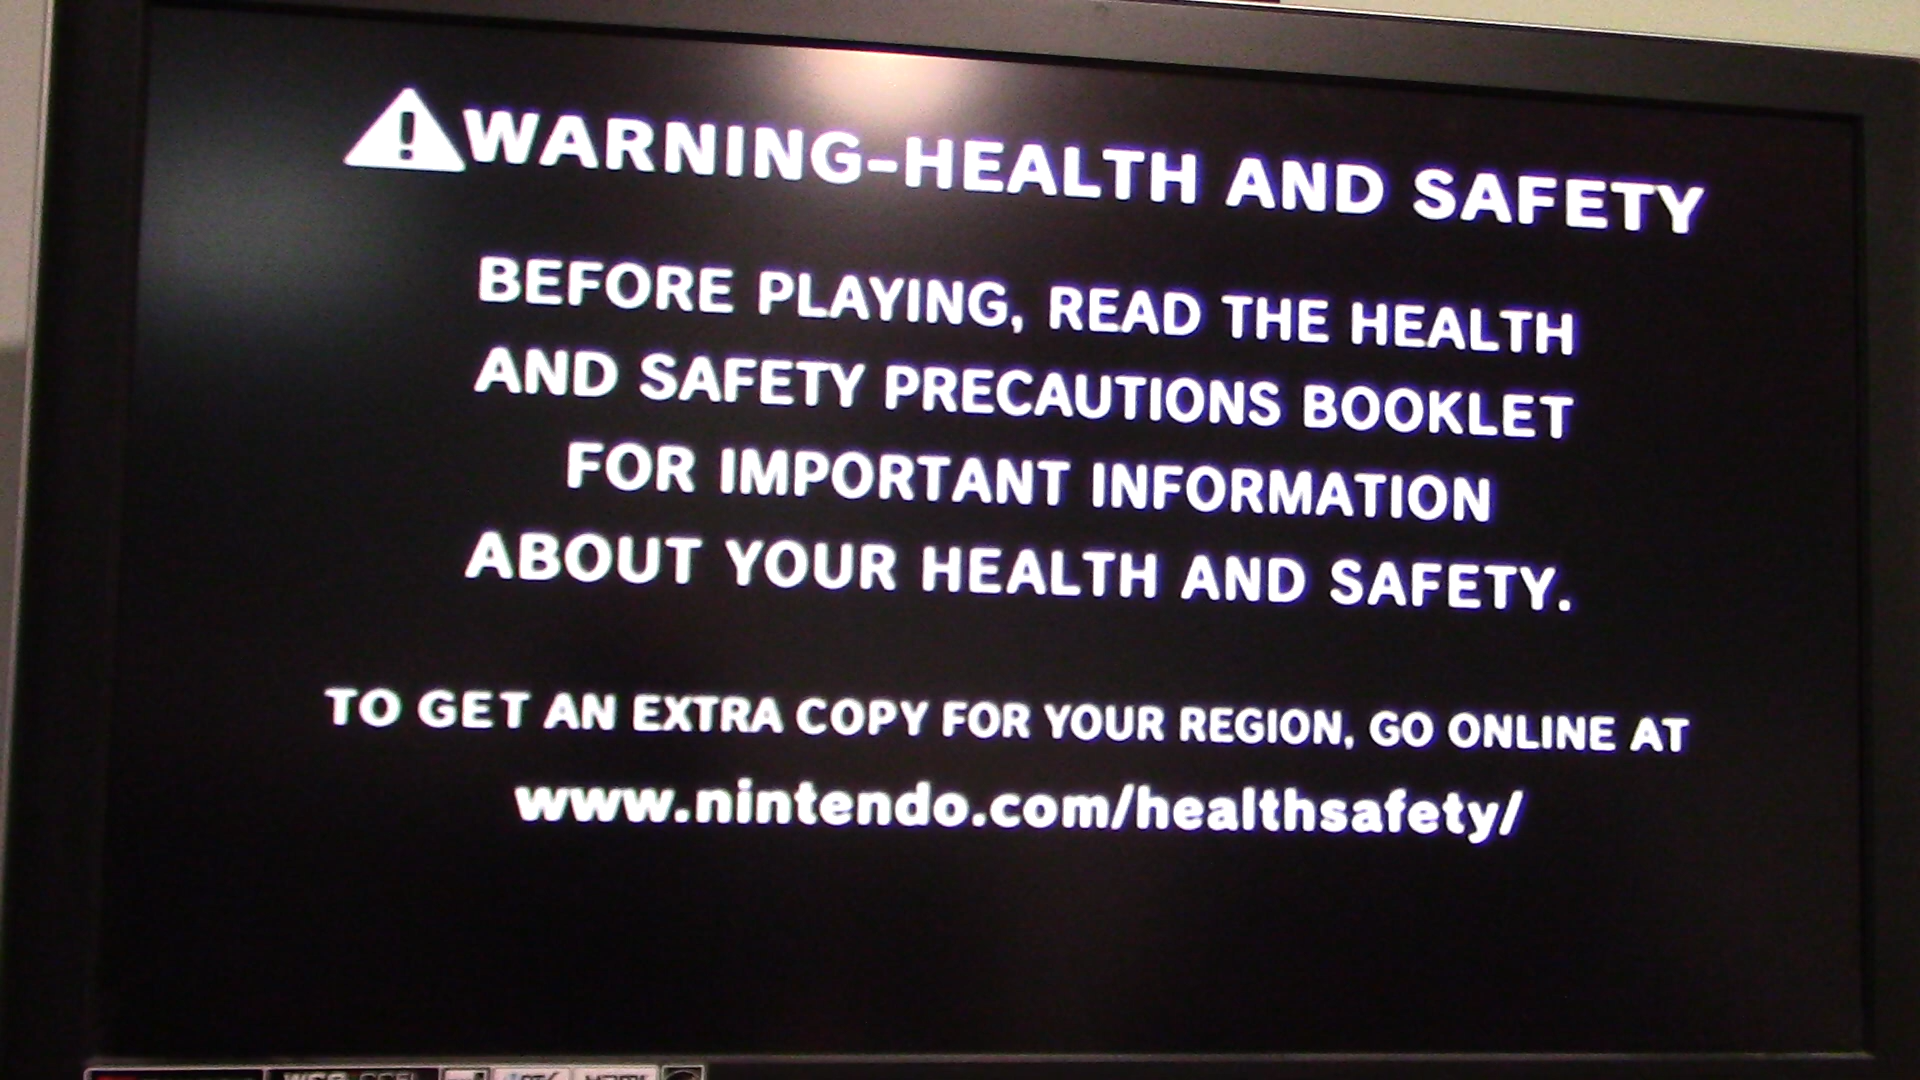 WARNING-HEALTH AND SAFETY
BEFORE PLAYING, READ THE HEALTH
AND SAFETY PRECAUTIONS BOOKLET
FOR IMPORTANT INFORMATION
ABOUT YOUR HEALTH AND SAFETY.
TO GET AN EXTRA COPY FOR YOUR REGION, GO ONLINE AT
www.nintendo.com/healthsafety/